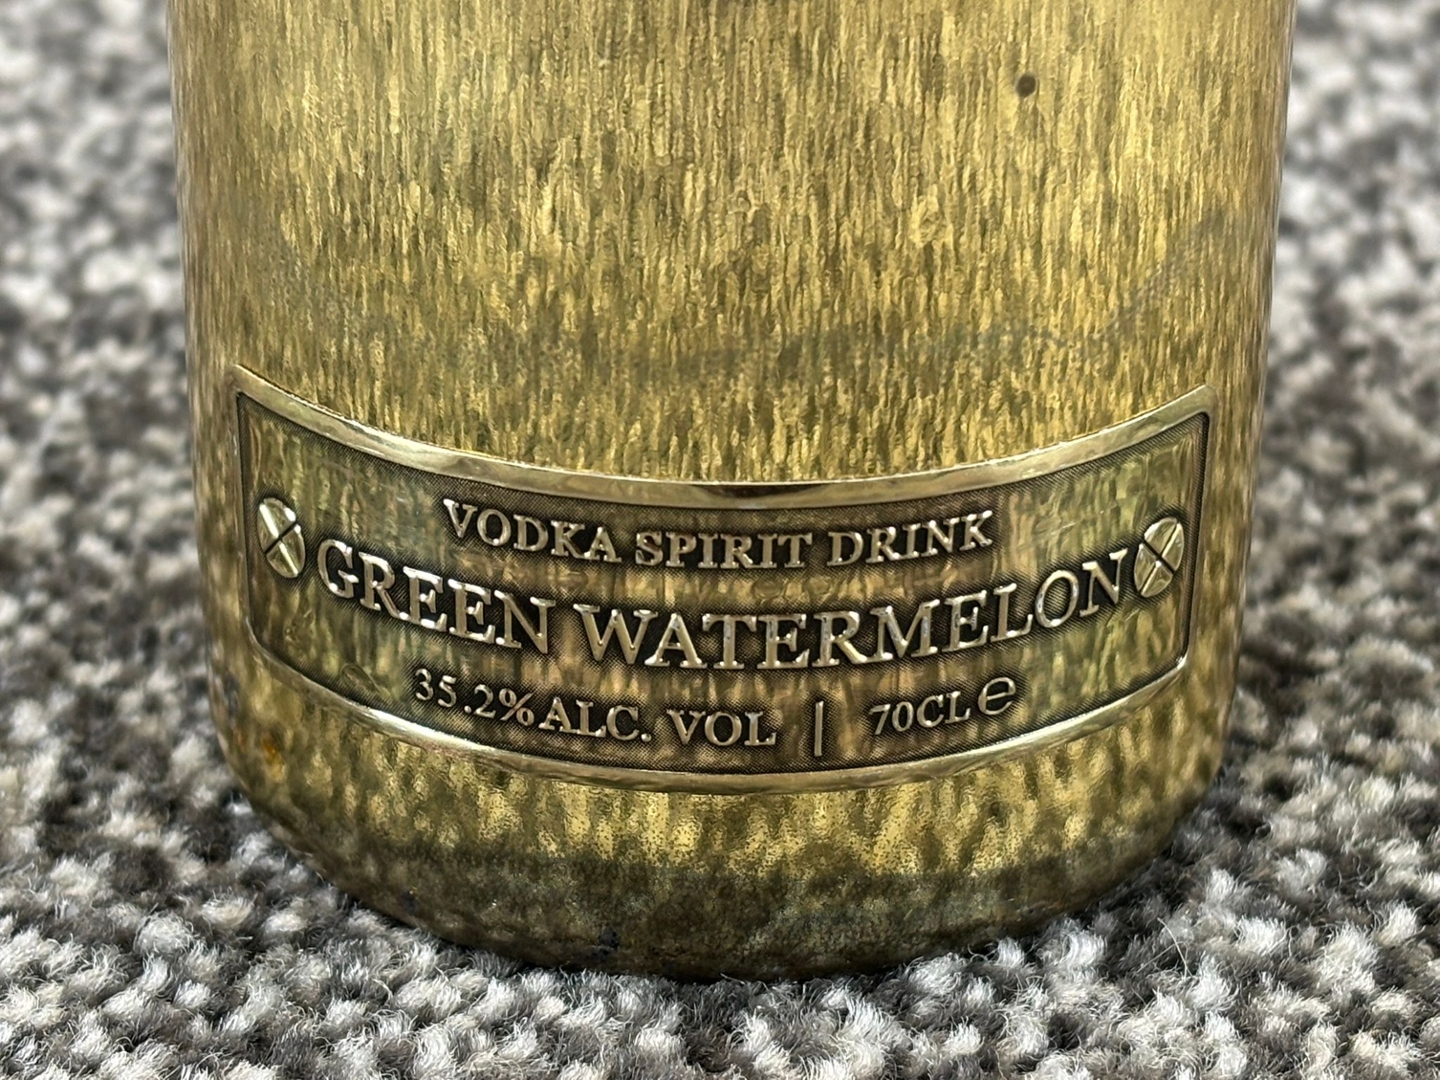 VODKA SPIRIT DRINK
GREEN WATERMELON
35.2% ALC. VOL | 70CL ℮